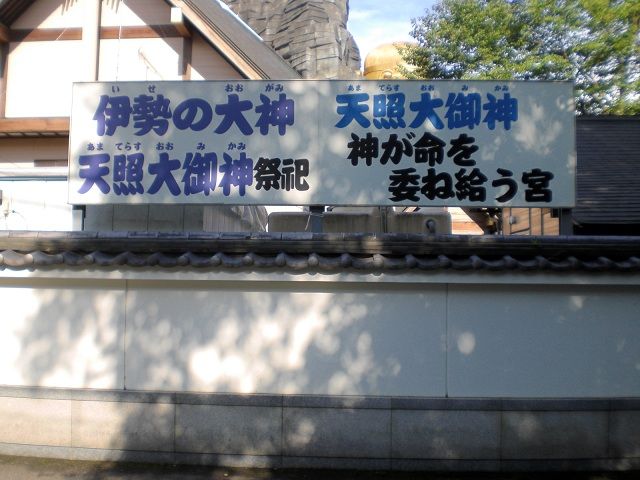 いせ おおがみ
伊勢の大神
あまてらすおおみかみ
天照大御神祭祀
あまてらすおおみかみ
天照大御神
神が命を
委ね給う宮